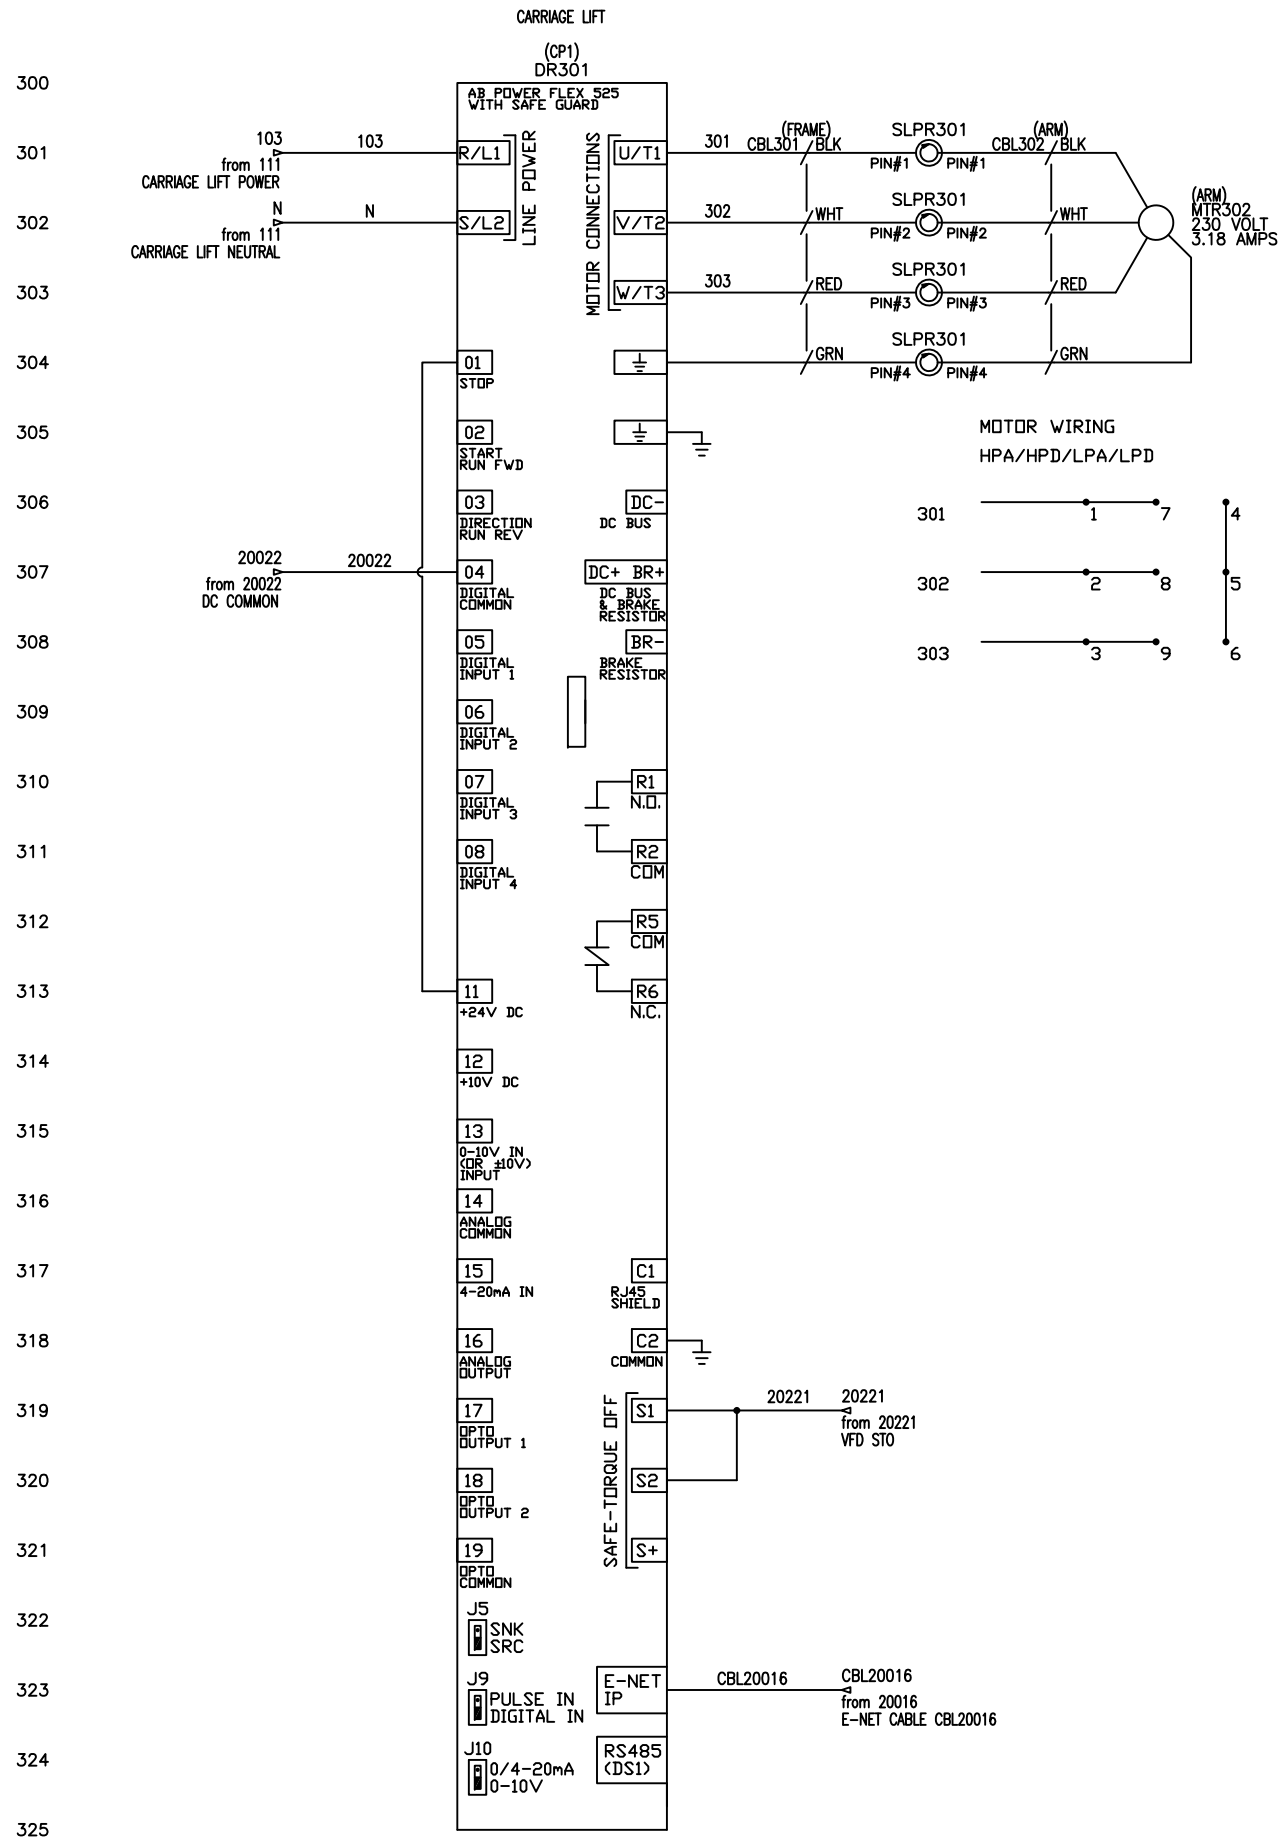 CARRIAGE LIFT
(CP1)
DR301
300
AB POWER FLEX 525
WITH SAFE GUARD
301
103
103
from 111
CARRIAGE LIFT POWER
R/L1
LINE POWER
MOTOR CONNECTIONS
U/T1
301
(FRAME)
CBL301
BLK
SLPR301
PIN#1
PIN#1
(ARM)
CBL302
BLK
302
N
N
from 111
CARRIAGE LIFT NEUTRAL
S/L2
V/T2
302
WHT
SLPR301
PIN#2
PIN#2
WHT
(ARM)
MTR302
230 VOLT
3.18 AMPS
303
W/T3
303
RED
SLPR301
PIN#3
PIN#3
RED
304
01
STOP
GRN
SLPR301
PIN#4
PIN#4
GRN
305
02
START
RUN FWD
MOTOR WIRING
HPA/HPD/LPA/LPD
306
03
DIRECTION
RUN REV
DC-
DC BUS
301
1
7
4
307
20022
20022
from 20022
DC COMMON
04
DIGITAL
COMMON
DC+ BR+
DC BUS
& BRAKE
RESISTOR
302
2
8
5
308
05
DIGITAL
INPUT 1
BR-
BRAKE
RESISTOR
303
3
9
6
309
06
DIGITAL
INPUT 2
310
07
DIGITAL
INPUT 3
R1
N.O.
311
08
DIGITAL
INPUT 4
R2
COM
312
R5
COM
313
11
+24V DC
R6
N.C.
314
12
+10V DC
315
13
0-10V IN
(OR ±10V)
INPUT
316
14
ANALOG
COMMON
317
15
4-20mA IN
C1
RJ45
SHIELD
318
16
ANALOG
OUTPUT
C2
COMMON
319
17
OPTO
OUTPUT 1
SAFE-TORQUE OFF
S1
20221
20221
from 20221
VFD STO
320
18
OPTO
OUTPUT 2
S2
321
19
OPTO
COMMON
S+
322
J5
SNK
SRC
323
J9
PULSE IN
DIGITAL IN
E-NET
IP
CBL20016
CBL20016
from 20016
E-NET CABLE CBL20016
324
J10
0/4-20mA
0-10V
RS485
(DS1)
325